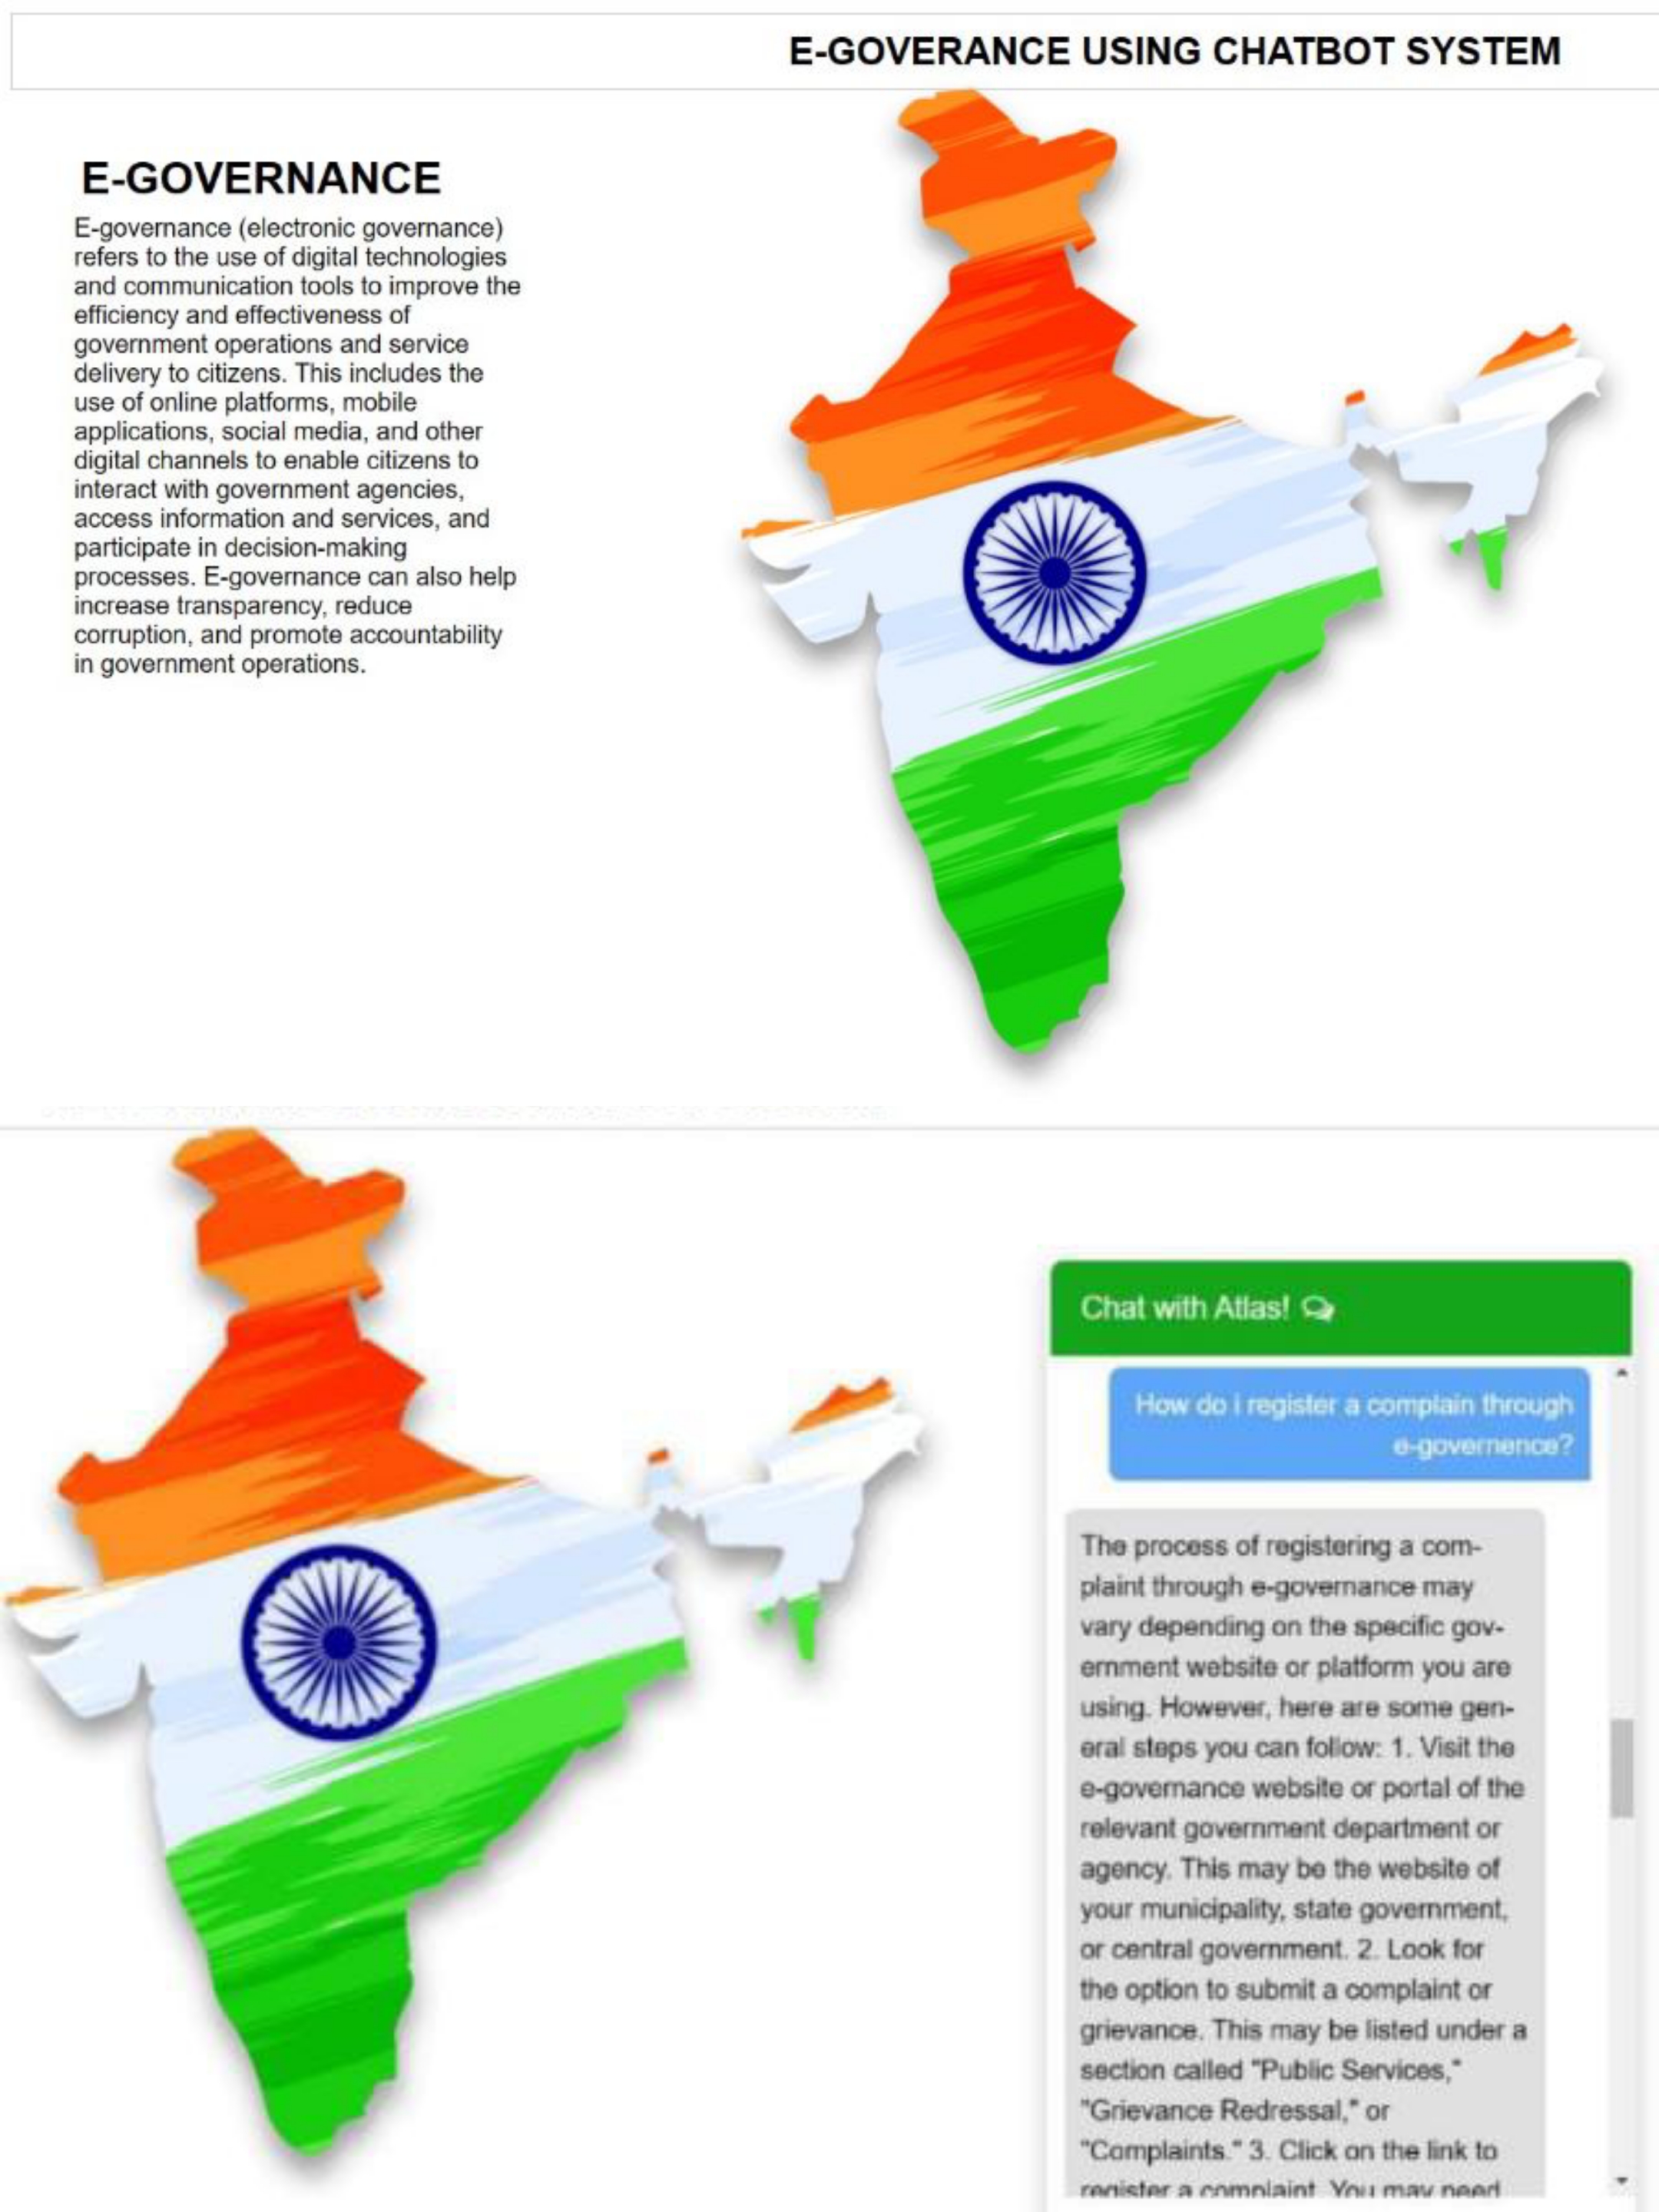 E-GOVERANCE USING CHATBOT SYSTEM
E-GOVERNANCE
E-governance (electronic governance)
refers to the use of digital technologies
and communication tools to improve the
efficiency and effectiveness of
government operations and service
delivery to citizens. This includes the
use of online platforms, mobile
applications, social media, and other
digital channels to enable citizens to
interact with government agencies,
access information and services, and
participate in decision-making
processes. E-governance can also help
increase transparency, reduce
corruption, and promote accountability
in government operations.
Chat with Atlas!
How do i register a complain through
e-governence?
The process of registering a com-
plaint through e-governance may
vary depending on the specific gov-
ernment website or platform you are
using. However, here are some gen-
eral steps you can follow: 1. Visit the
e-governance website or portal of the
relevant government department or
agency. This may be the website of
your municipality, state government,
or central government. 2. Look for
the option to submit a complaint or
grievance. This may be listed under a
section called "Public Services,"
"Grievance Redressal," or
"Complaints." 3. Click on the link to
register a complaint. You may need